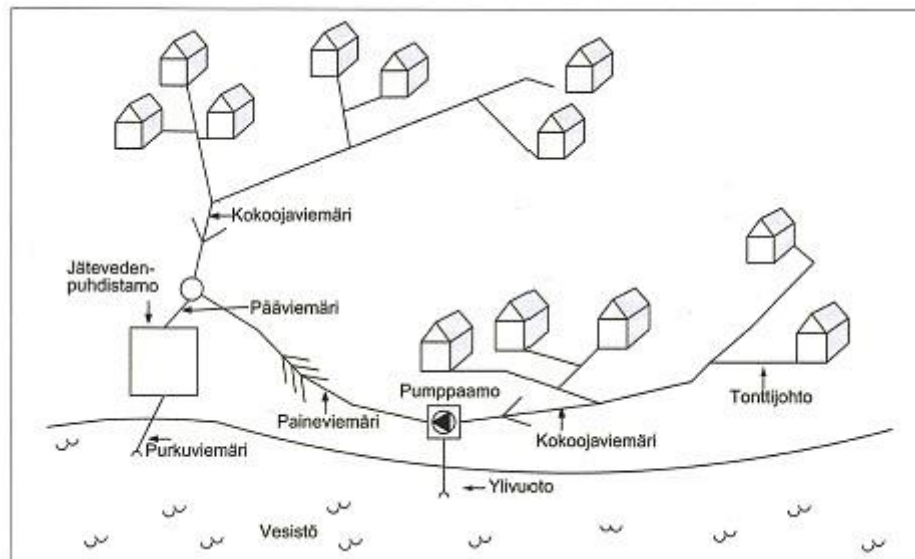 Kokoojaviemäri
Jäteveden-
puhdistamo
Pääviemäri
Pumppaamo
Tonttijohto
Paineviemäri
Kokoojaviemäri
Purkuviemäri
Ylivuoto
Vesistö